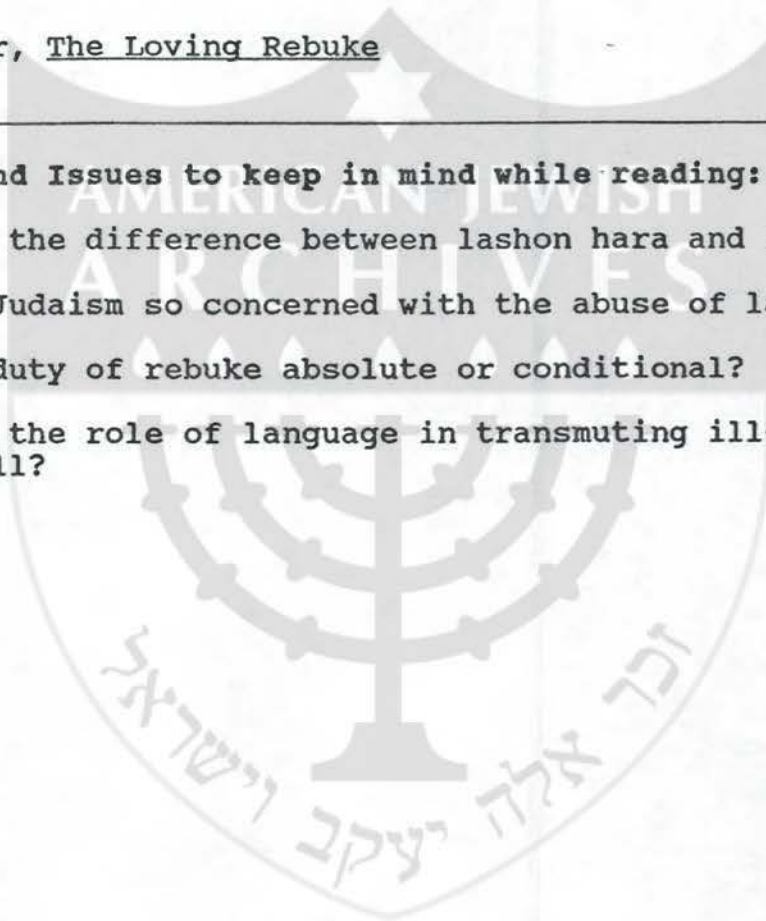 r, The Loving Rebuke
nd Issues to keep in mind while reading:
AMERICAN JEWISH
the difference between lashon hara and
ARCHIVES
Judaism so concerned with the abuse of
duty of rebuke absolute or conditional?
the role of language in transmuting ill
ll?
זכר אלה יעקב וישראל